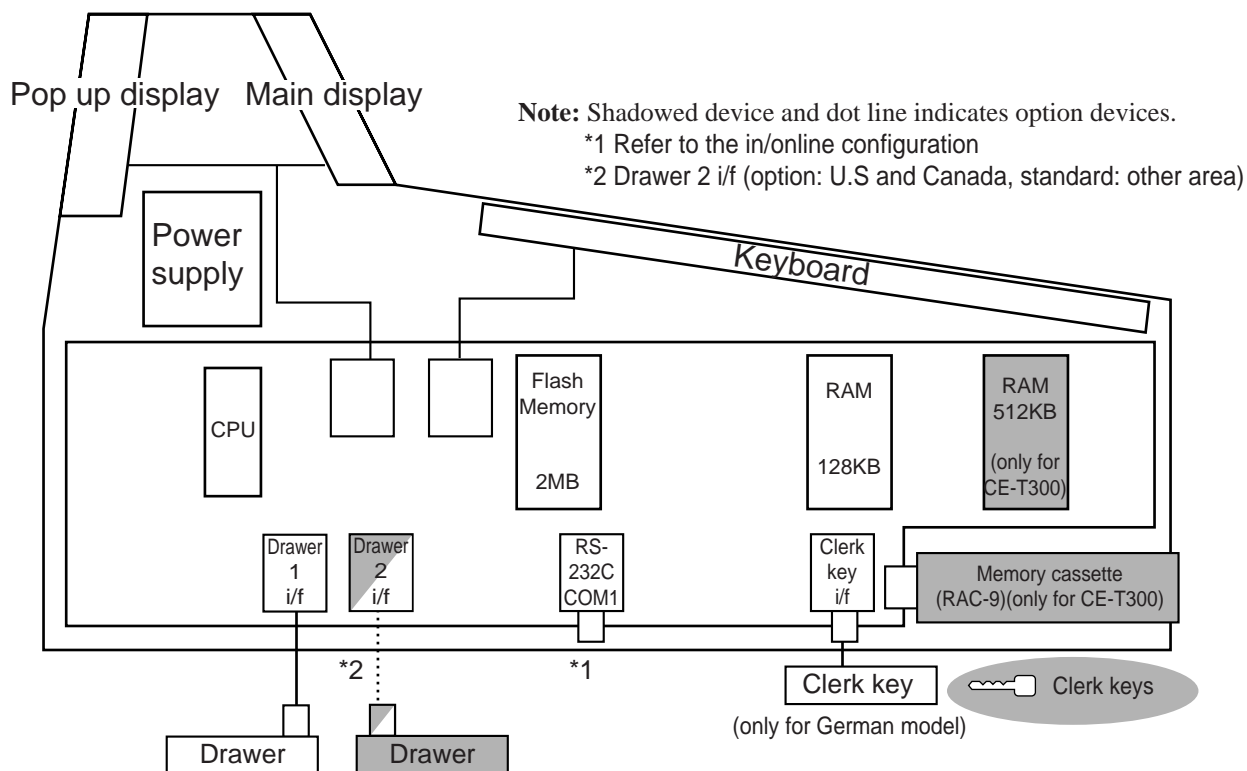 Pop up display
Main display
Note: Shadowed device and dot line indicates option devices.
*1 Refer to the in/online configuration
*2 Drawer 2 i/f (option: U.S and Canada, standard: other area)
Power
supply
Keyboard
CPU
Flash
Memory
2MB
RAM
128KB
RAM
512KB
(only for
CE-T300)
Drawer
1
i/f
Drawer
2
i/f
RS-
232C
COM1
Clerk
key
i/f
Memory cassette
(RAC-9)(only for CE-T300)
*2
*1
Clerk key
(only for German model)
Clerk keys
Drawer
Drawer